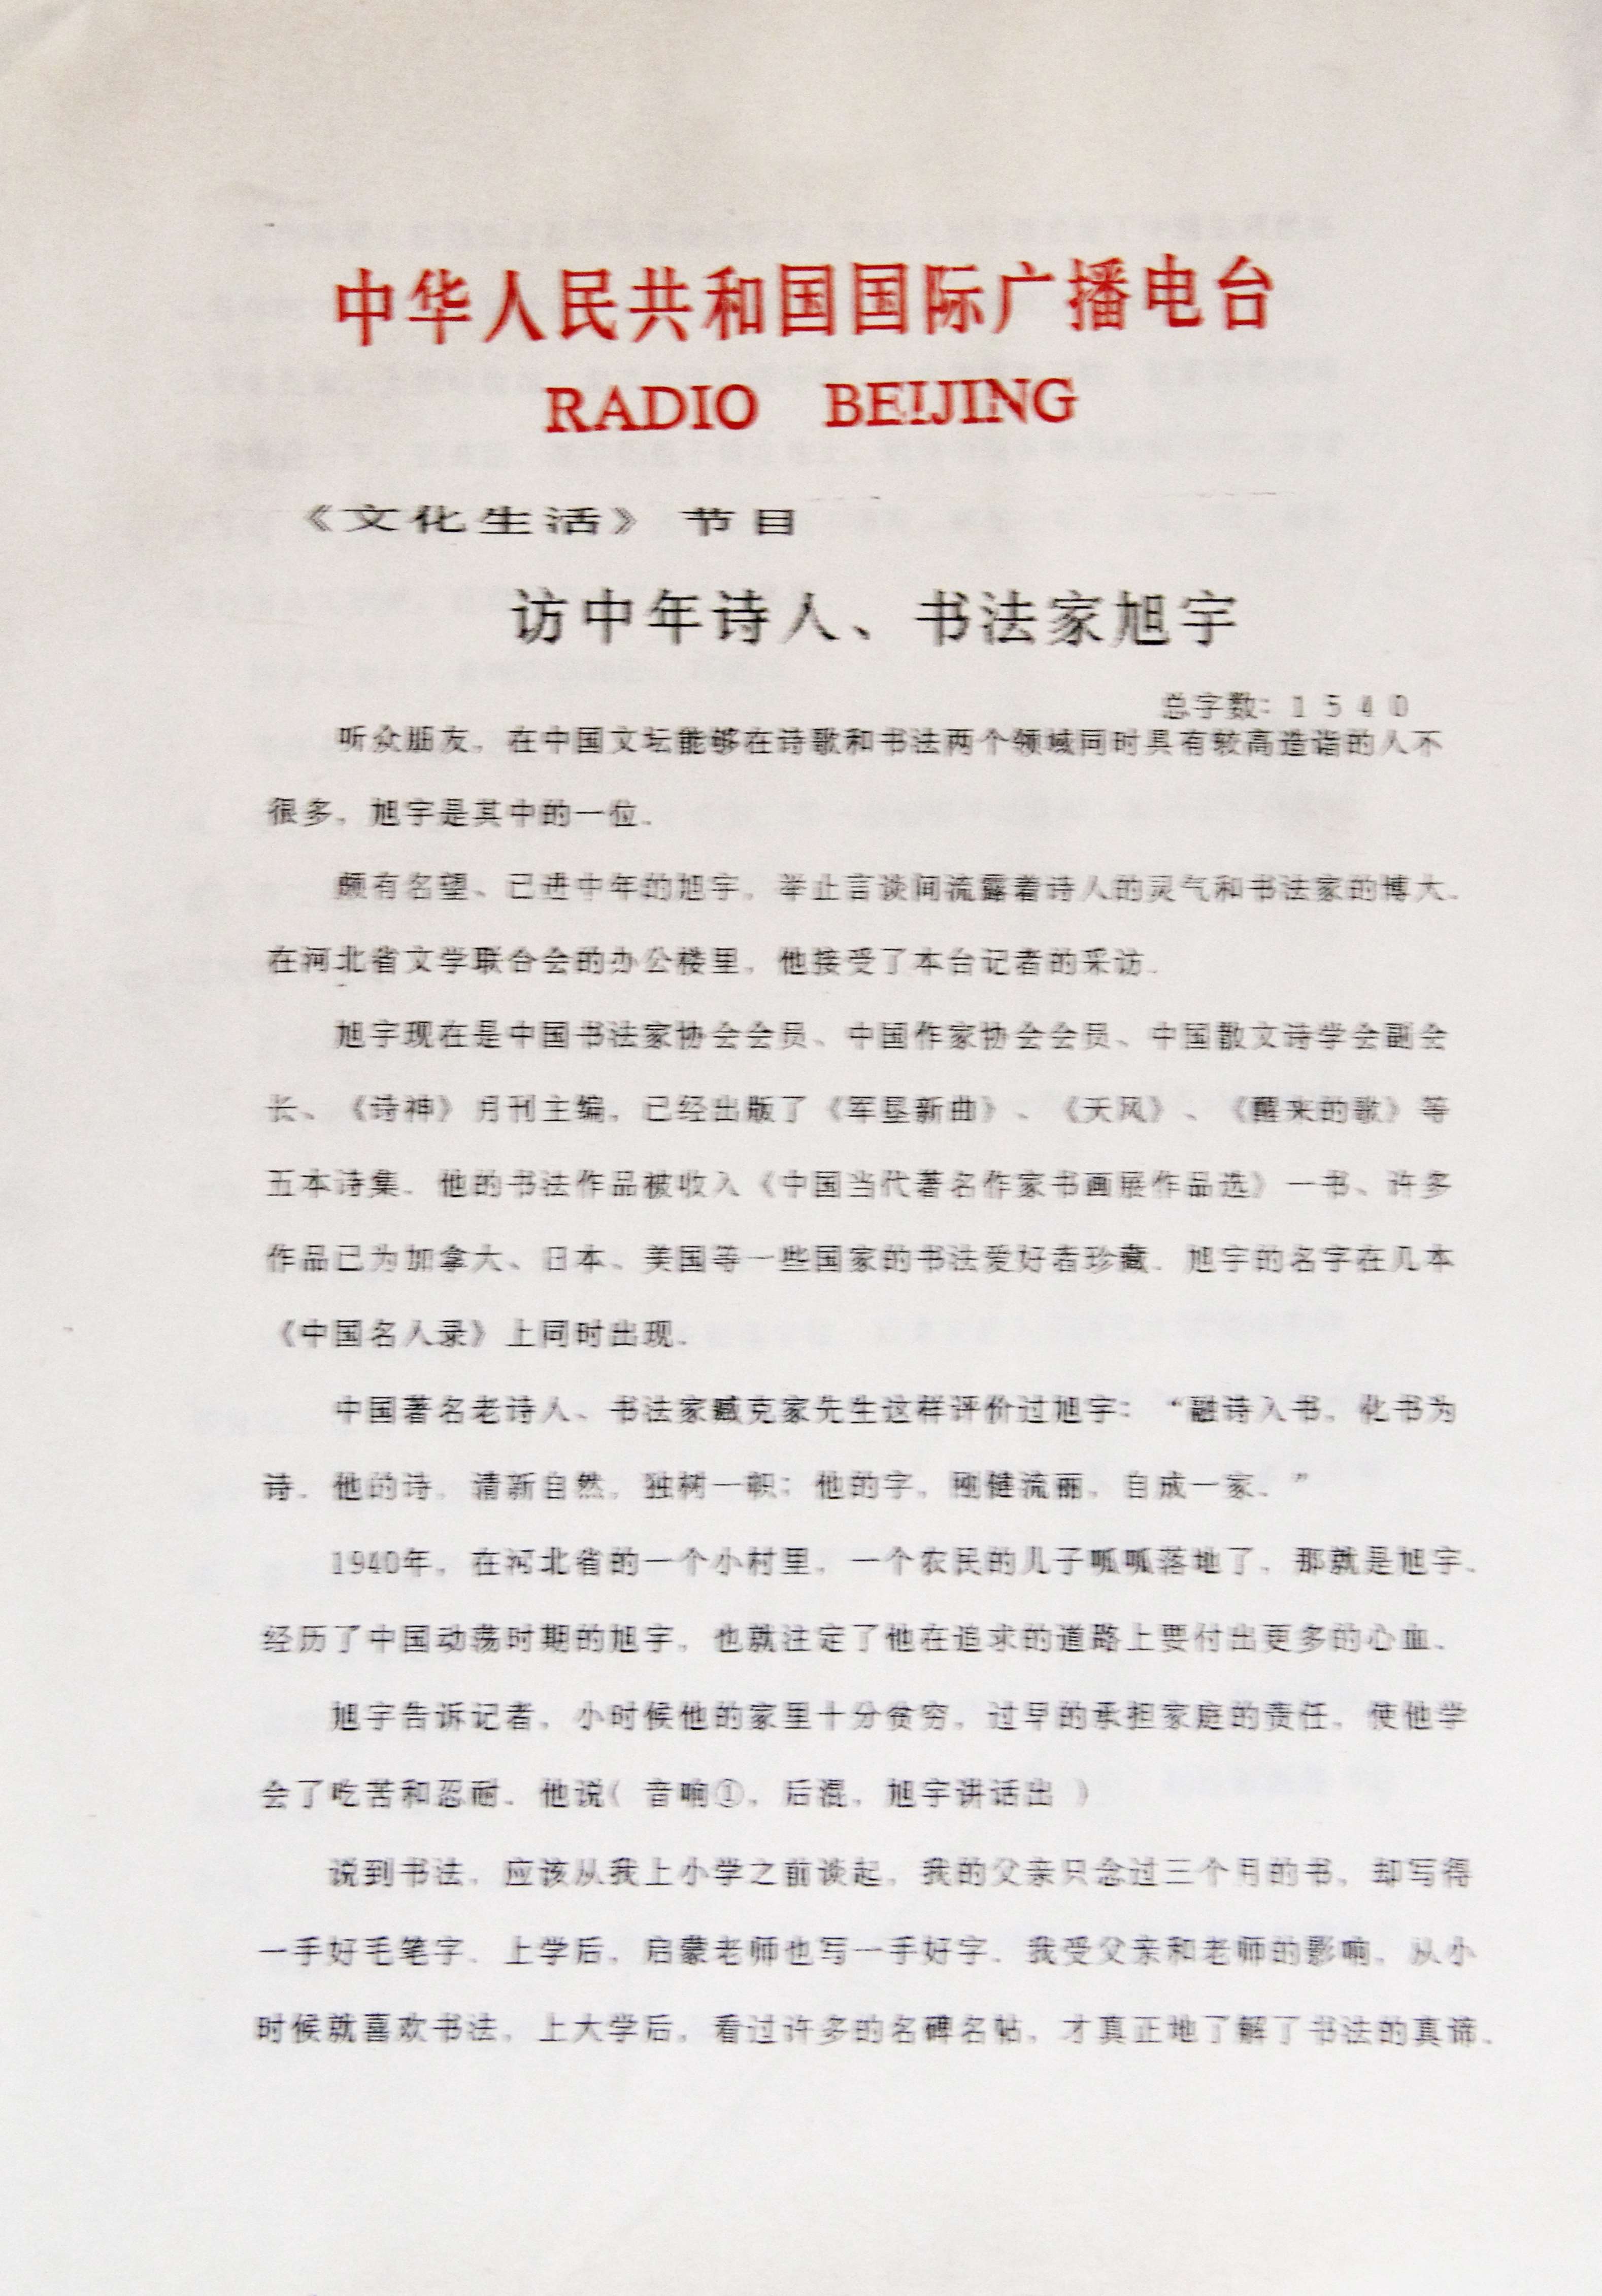 中华人民共和国国际广播电台
RADIO BEIJING
《文化生活》 节目
访中年诗人、书法家旭宇
总字数：1540
听众朋友，在中国文坛能够在诗歌和书法两个领域同时具有较高造诣的人不
很多，旭宇是其中的一位．
颇有名望、已进中年的旭宇，举止言谈间流露着诗人的灵气和书法家的博大．
在河北省文学联合会的办公楼里，他接受了本台记者的采访．
旭宇现在是中国书法家协会会员、中国作家协会会员、中国散文诗学会副会
长、《诗神》月刊主编，已经出版了《军垦新曲》、《天风》、《醒来的歌》等
五本诗集．他的书法作品被收入《中国当代著名作家书画展作品选》一书、许多
作品已为加拿大、日本、美国等一些国家的书法爱好者珍藏．旭宇的名字在几本
《中国名人录》上同时出现．
中国著名老诗人、书法家臧克家先生这样评价过旭宇：“融诗入书，化书为
诗．他的诗，清新自然，独树一帜；他的字，刚健流丽，自成一家．”
1940年，在河北省的一个小村里，一个农民的儿子呱呱落地了，那就是旭宇．
经历了中国动荡时期的旭宇，也就注定了他在追求的道路上要付出更多的心血．
旭宇告诉记者，小时候他的家里十分贫穷，过早的承担家庭的责任，使他学
会了吃苦和忍耐．他说（音响①，后混，旭宇讲话出）
说到书法，应该从我上小学之前谈起，我的父亲只念过三个月的书，却写得
一手好毛笔字．上学后，启蒙老师也写一手好字．我受父亲和老师的影响，从小
时候就喜欢书法，上大学后，看过许多的名碑名帖，才真正地了解了书法的真谛．